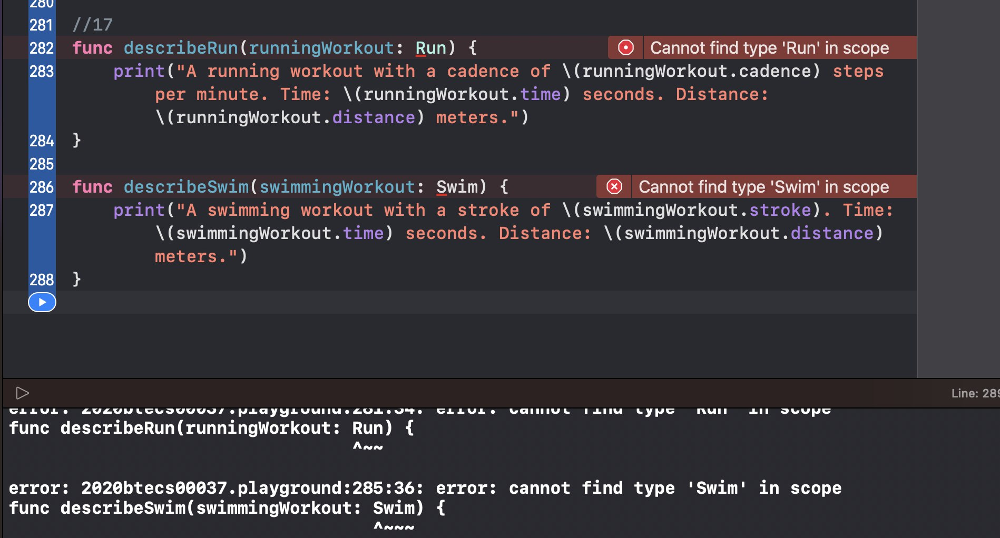 280
281 //17
282 func describeRun(runningWorkout: Run) { Cannot find type 'Run' in scope
283 print("A running workout with a cadence of \(runningWorkout.cadence) steps
per minute. Time: \(runningWorkout.time) seconds. Distance:
\(runningWorkout.distance) meters.")
284 }
285
286 func describeSwim(swimmingWorkout: Swim) { Cannot find type 'Swim' in scope
287 print("A swimming workout with a stroke of \(swimmingWorkout.stroke). Time:
\(swimmingWorkout.time) seconds. Distance: \(swimmingWorkout.distance)
meters.")
288 }
Line: 289
error: 2020btecs00037.playground:281:34: error: cannot find type 'Run' in scope
func describeRun(runningWorkout: Run) {
^~~
error: 2020btecs00037.playground:285:36: error: cannot find type 'Swim' in scope
func describeSwim(swimmingWorkout: Swim) {
^~~~